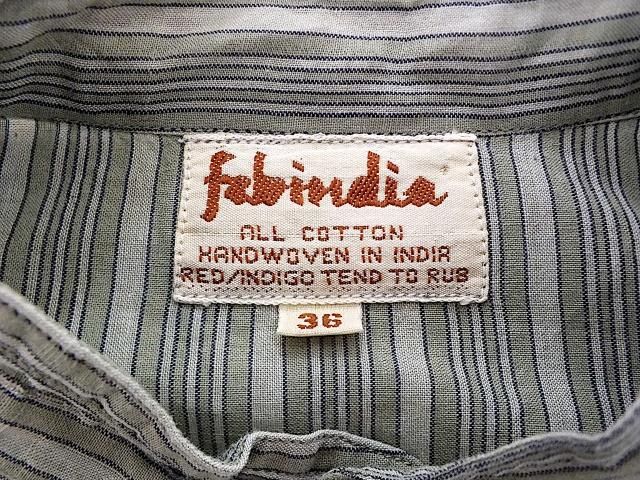 fabindia
ALL COTTON
HANDWOVEN IN INDIA
RED/INDIGO TEND TO RUB
36